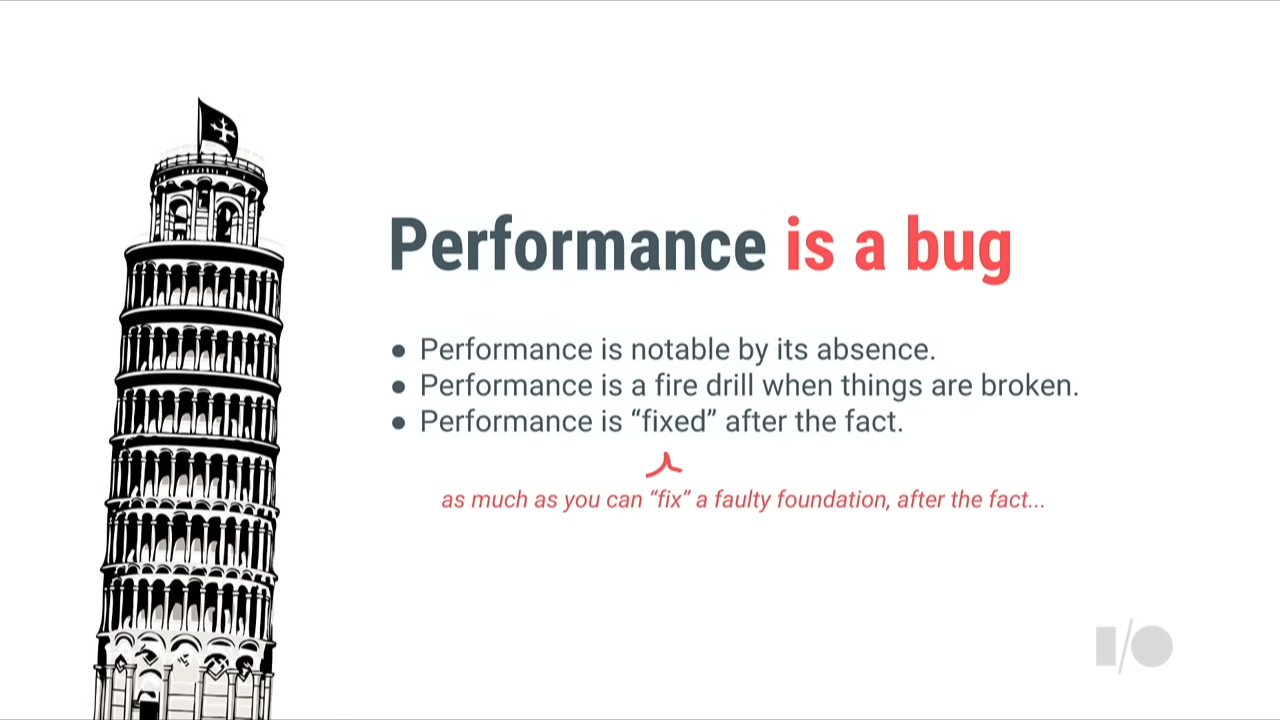 Performance is a bug
● Performance is notable by its absence.
● Performance is a fire drill when things are broken.
● Performance is “fixed” after the fact.
as much as you can “fix” a faulty foundation, after the fact...
I/O